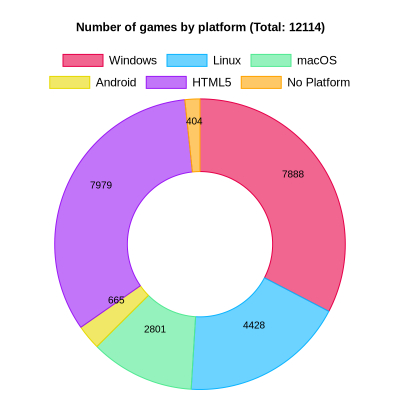 Number of games by platform (Total: 12114)
Windows Linux macOS
Android HTML5 No Platform
404
7888
7979
665
4428
2801